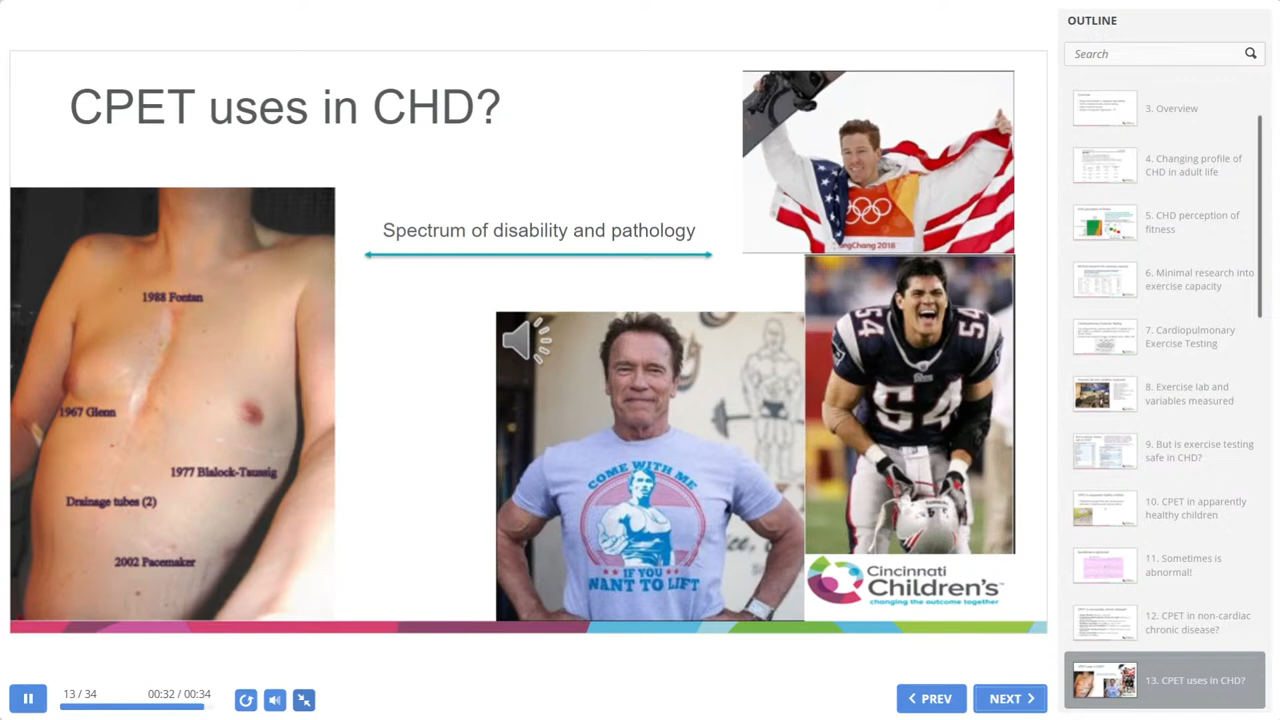 CPET uses in CHD?
Spectrum of disability and pathology
1988 Fontan
1967 Glenn
1977 Blalock-Taussig
Drainage tubes (2)
2002 Pacemaker
COME WITH ME
IF YOU
WANT TO LIFT
54
54
54
Cincinnati
Children's
changing the outcome together
13 / 34
00:32 / 00:34
PREV
NEXT
OUTLINE
Search
3. Overview
4. Changing profile of
CHD in adult life
5. CHD perception of
fitness
6. Minimal research into
exercise capacity
7. Cardiopulmonary
Exercise Testing
8. Exercise lab and
variables measured
9. But is exercise testing
safe in CHD?
10. CPET in apparently
healthy children
11. Sometimes is
abnormal!
12. CPET in non-cardiac
chronic disease?
13. CPET uses in CHD?